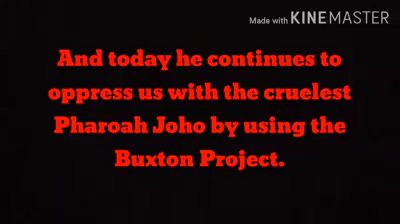 Made with KINEMASTER
And today he continues to
oppress us with the cruelest
Pharoah Joho by using the
Buxton Project.